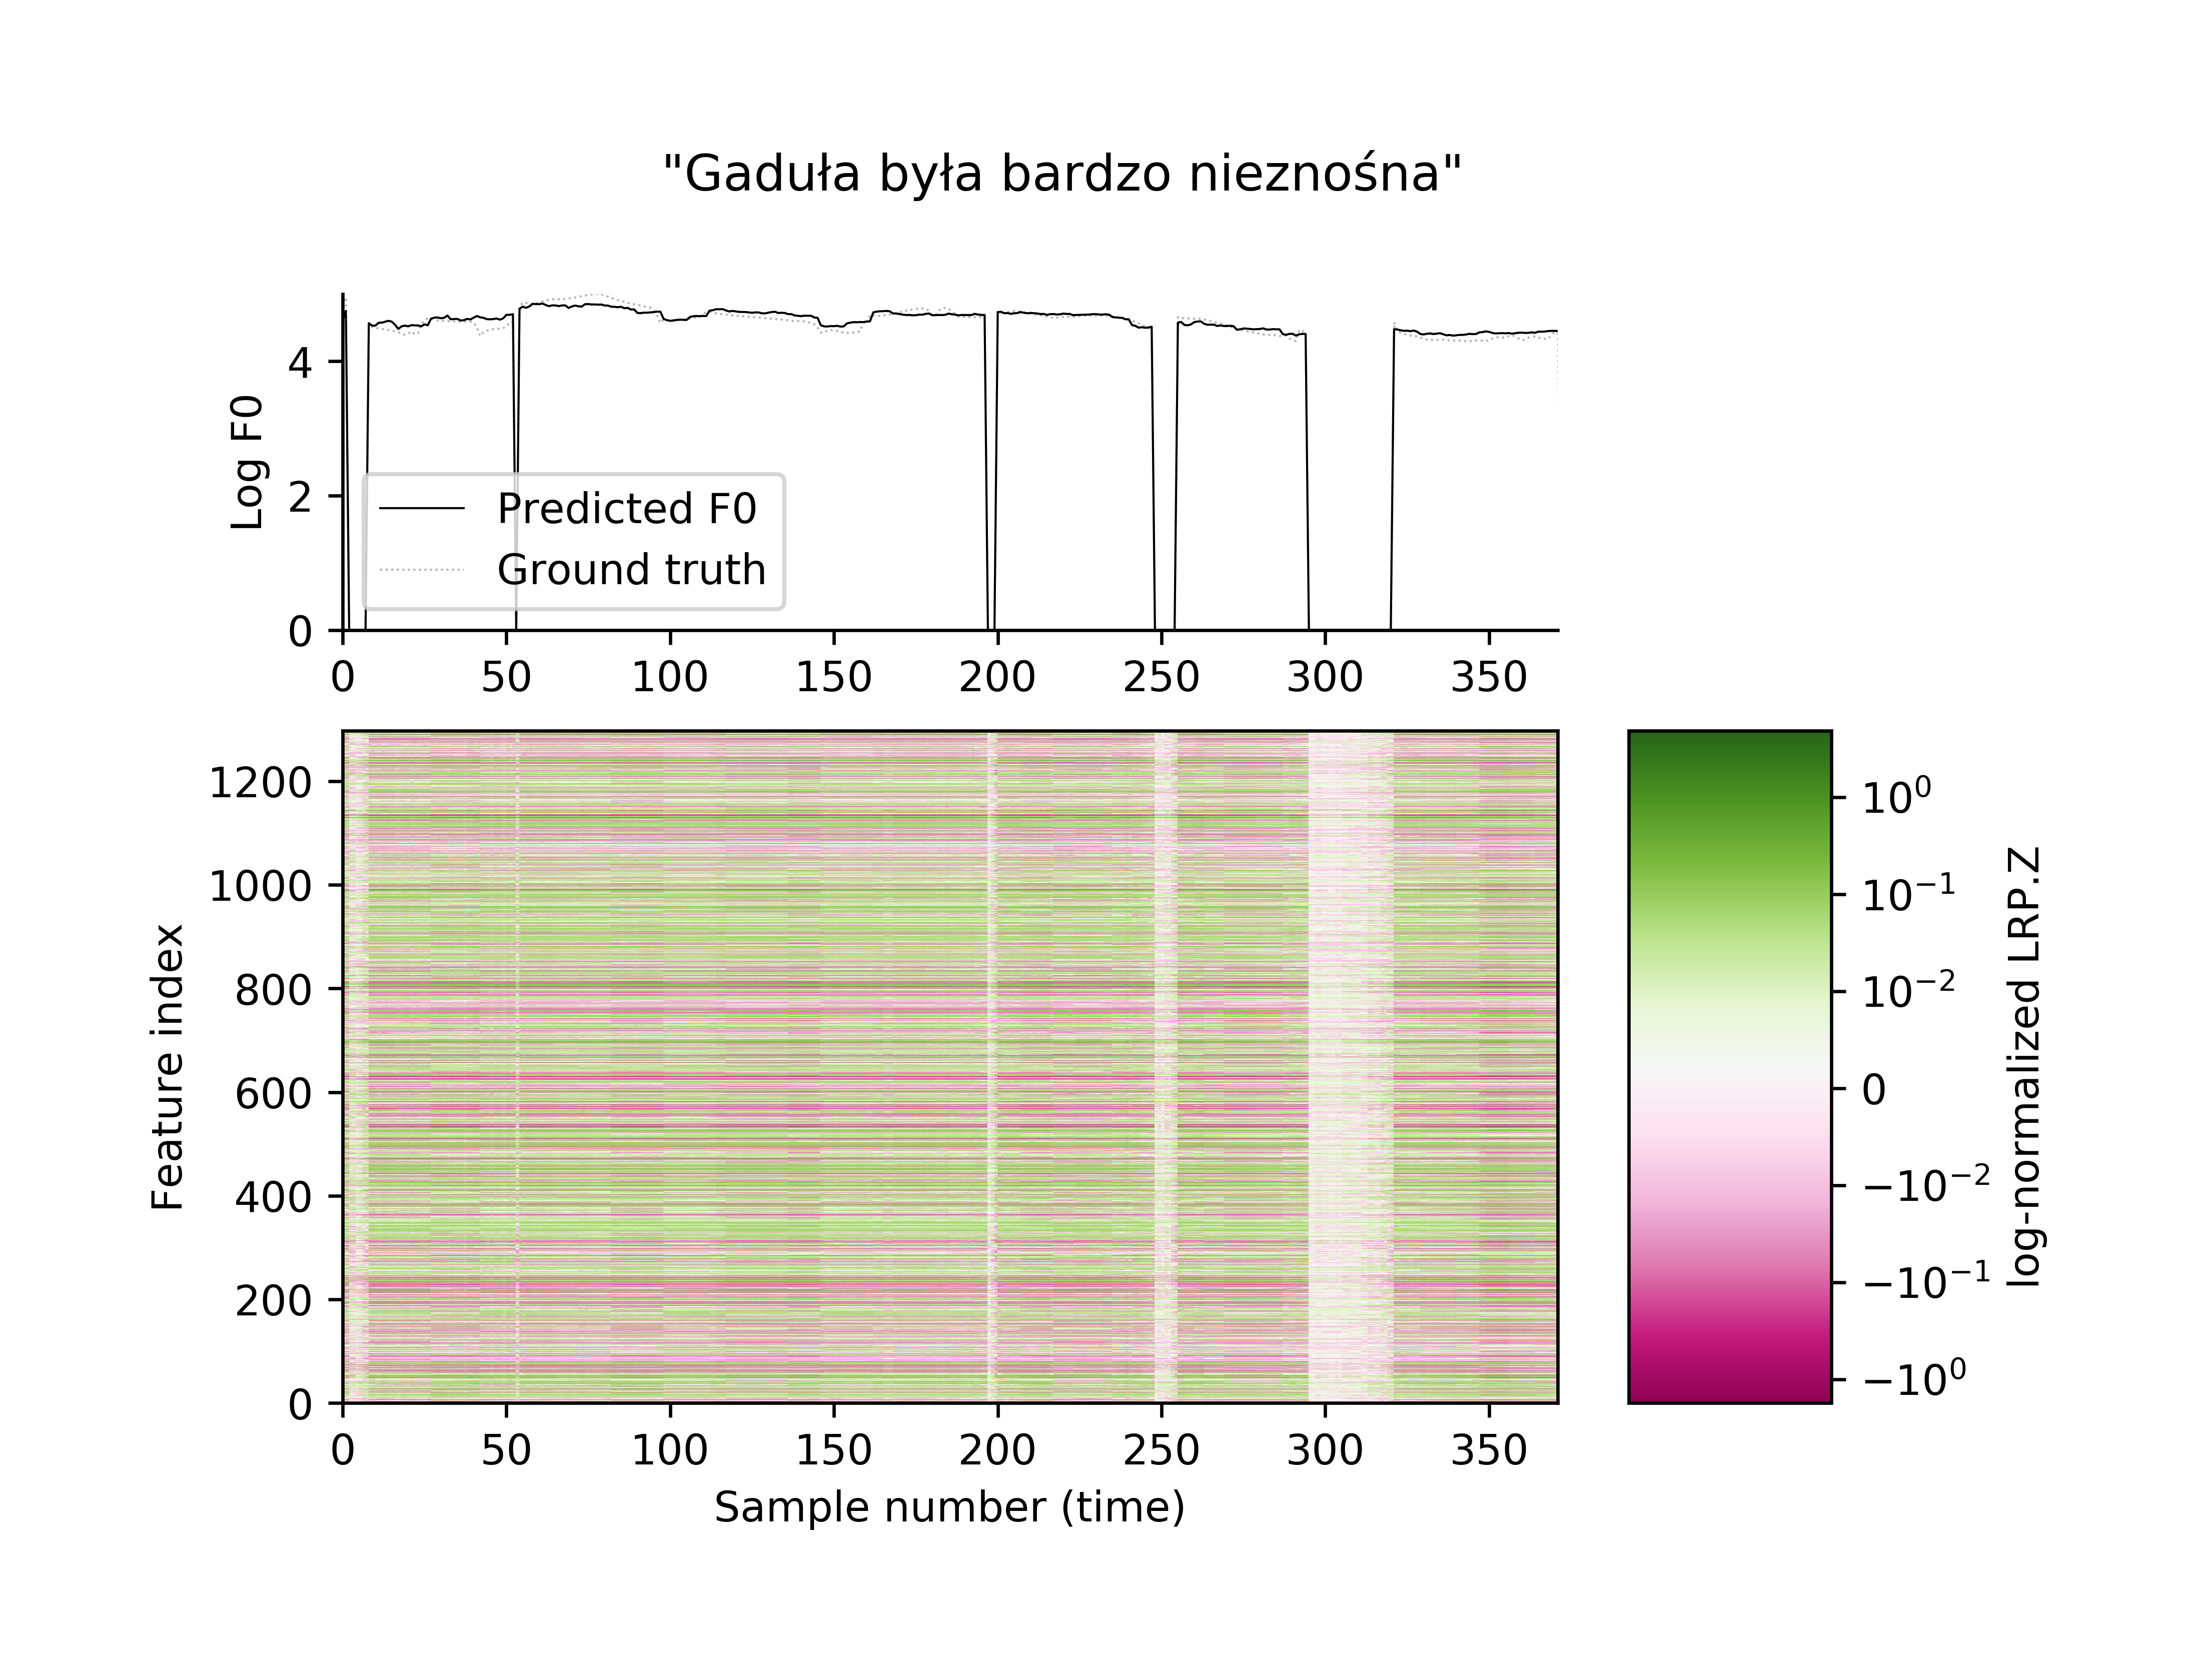 "Gaduła była bardzo nieznośna"
Log F0
4
2
0
Predicted F0
Ground truth
0 50 100 150 200 250 300 350
Feature index
1200
1000
800
600
400
200
0
0 50 100 150 200 250 300 350
Sample number (time)
10⁰
10⁻¹
10⁻²
0
−10⁻²
−10⁻¹
−10⁰
log-normalized LRP.Z